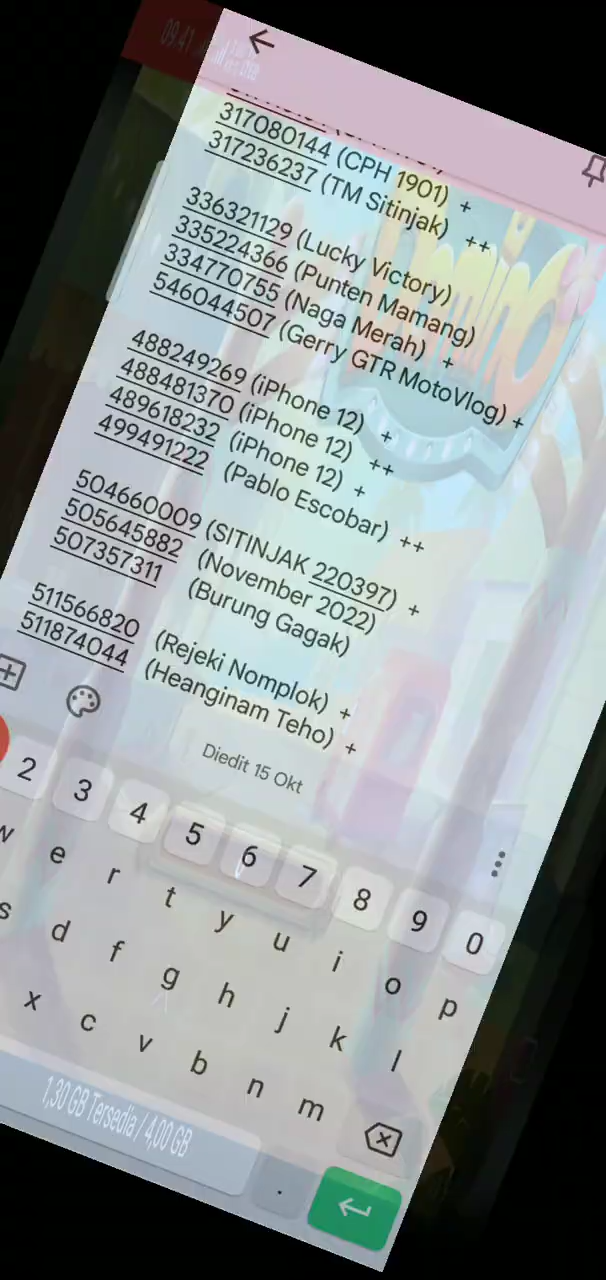 09:41
317080144 (CPH 1901) +
317236237 (TM Sitinjak) ++
336321129 (Lucky Victory)
335224366 (Punten Mamang)
334770755 (Naga Merah) +
546044507 (Gerry GTR MotoVlog) +
488249269 (iPhone 12) +
488481370 (iPhone 12) ++
489618232 (iPhone 12) +
499491222 (Pablo Escobar) ++
504660009 (SITINJAK 220397) +
505645882 (November 2022)
507357311 (Burung Gagak)
511566820 (Rejeki Nomplok) +
511874044 (Heanginam Teho) +
Diedit 15 Okt
Domino
2 3 4 5 6 7 8 9 0
w e r t y u i o p
s d f g h j k l
x c v b n m
1,30 GB Tersedia / 4,00 GB
.